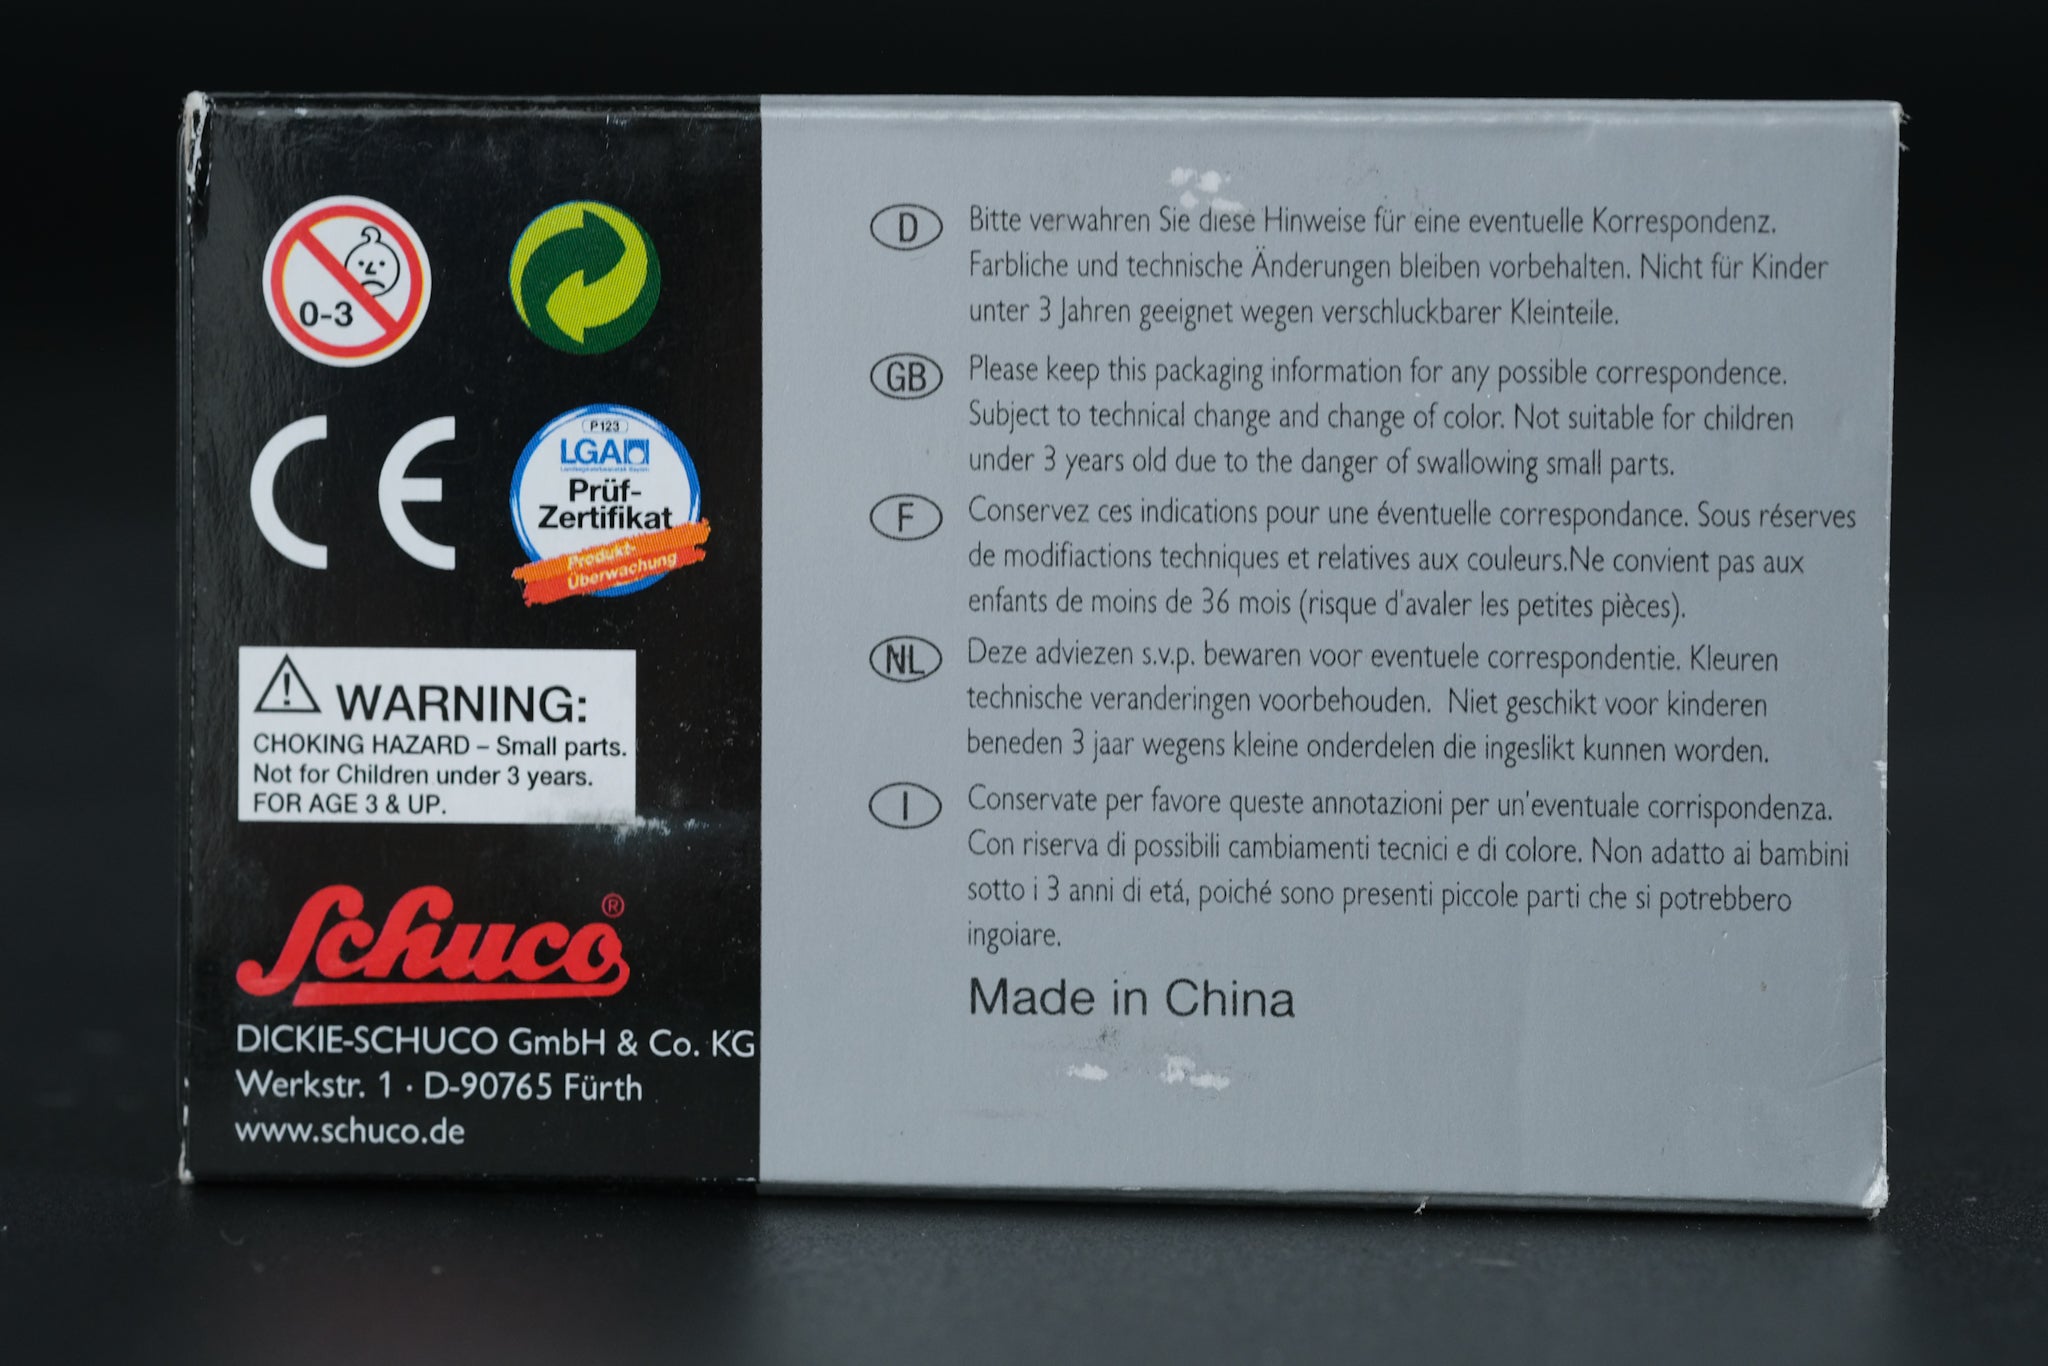 0-3
P123
LGA
Landesgewerbeanstalt Bayern
Prüf-
Zertifikat
Produkt-
Überwachung
WARNING:
CHOKING HAZARD – Small parts.
Not for Children under 3 years.
FOR AGE 3 & UP.
Schuco®
DICKIE-SCHUCO GmbH & Co. KG
Werkstr. 1 · D-90765 Fürth
www.schuco.de
D Bitte verwahren Sie diese Hinweise für eine eventuelle Korrespondenz.
Farbliche und technische Änderungen bleiben vorbehalten. Nicht für Kinder
unter 3 Jahren geeignet wegen verschluckbarer Kleinteile.
GB Please keep this packaging information for any possible correspondence.
Subject to technical change and change of color. Not suitable for children
under 3 years old due to the danger of swallowing small parts.
F Conservez ces indications pour une éventuelle correspondance. Sous réserves
de modifiactions techniques et relatives aux couleurs.Ne convient pas aux
enfants de moins de 36 mois (risque d'avaler les petites pièces).
NL Deze adviezen s.v.p. bewaren voor eventuele correspondentie. Kleuren
technische veranderingen voorbehouden. Niet geschikt voor kinderen
beneden 3 jaar wegens kleine onderdelen die ingeslikt kunnen worden.
I Conservate per favore queste annotazioni per un'eventuale corrispondenza.
Con riserva di possibili cambiamenti tecnici e di colore. Non adatto ai bambini
sotto i 3 anni di etá, poiché sono presenti piccole parti che si potrebbero
ingoiare.
Made in China